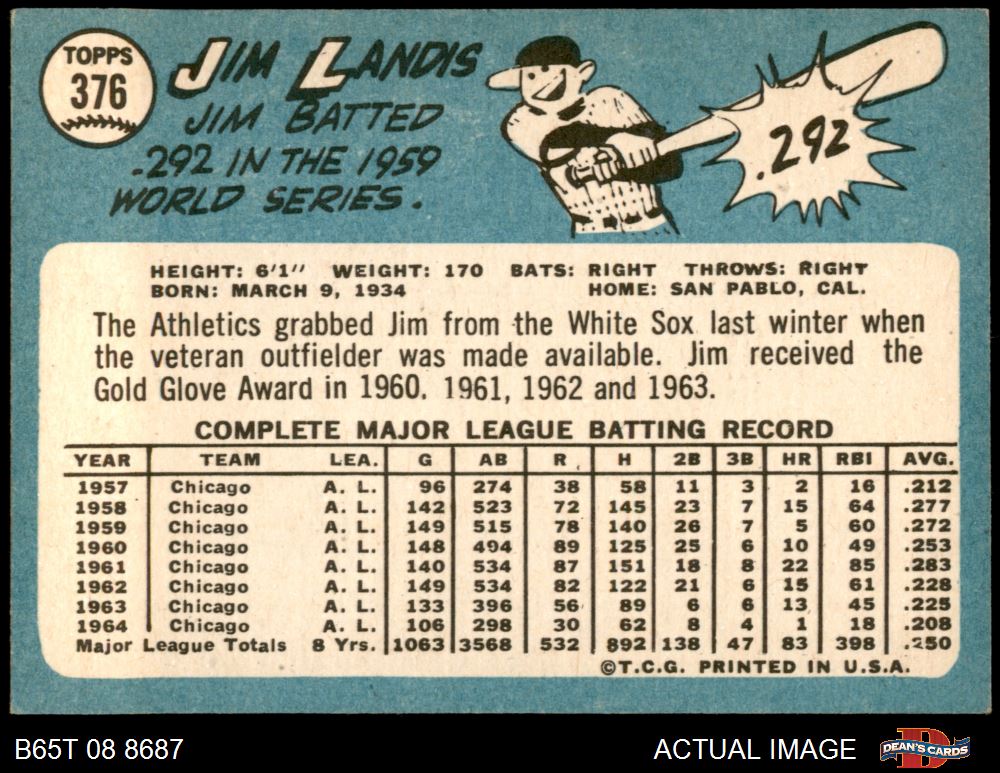 TOPPS
376
JIM LANDIS
JIM BATTED
.292 IN THE 1959
WORLD SERIES.
.292
HEIGHT: 6'1" WEIGHT: 170 BATS: RIGHT THROWS: RIGHT
BORN: MARCH 9, 1934 HOME: SAN PABLO, CAL.
The Athletics grabbed Jim from the White Sox last winter when
the veteran outfielder was made available. Jim received the
Gold Glove Award in 1960, 1961, 1962 and 1963.
COMPLETE MAJOR LEAGUE BATTING RECORD
YEAR TEAM LEA. G AB R H 2B 3B HR RBI AVG.
1957 Chicago A. L. 96 274 38 58 11 3 2 16 .212
1958 Chicago A. L. 142 523 72 145 23 7 15 64 .277
1959 Chicago A. L. 149 515 78 140 26 7 5 60 .272
1960 Chicago A. L. 148 494 89 125 25 6 10 49 .253
1961 Chicago A. L. 140 534 87 151 18 8 22 85 .283
1962 Chicago A. L. 149 534 82 122 21 6 15 61 .228
1963 Chicago A. L. 133 396 56 89 6 6 13 45 .225
1964 Chicago A. L. 106 298 30 62 8 4 1 18 .208
Major League Totals 8 Yrs. 1063 3568 532 892 138 47 83 398 .250
©T.C.G. PRINTED IN U.S.A.
B65T 08 8687 ACTUAL IMAGE DEAN'S CARDS